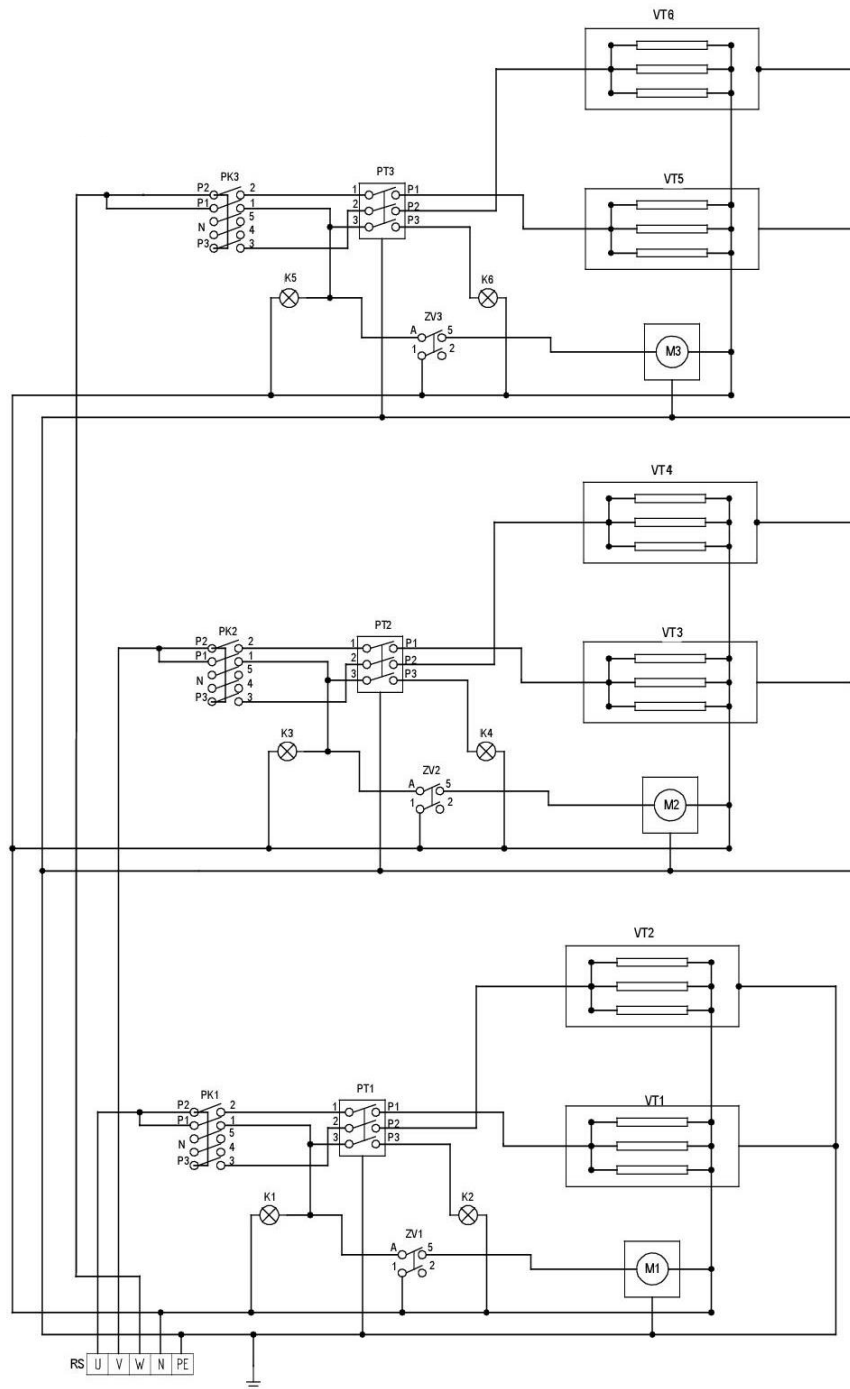 VT6
PT3
PK3
P2 2 1 P1
P1 1 2 P2 VT5
5 3 P3
N 4
P3 3
K5 K6
ZV3
A 5
M3
1 2
VT4
PT2
PK2 VT3
P2 2 1 P1
P1 1 2 P2
5 3 P3
N 4
P3 3
K3 K4
ZV2
A 5
1 2 M2
VT2
PT1
PK1 VT1
P2 2 1 P1
P1 1 2 P2
5 3 P3
N 4
P3 3
K1 K2
ZV1
A 5
1 2 M1
RS U V W N PE